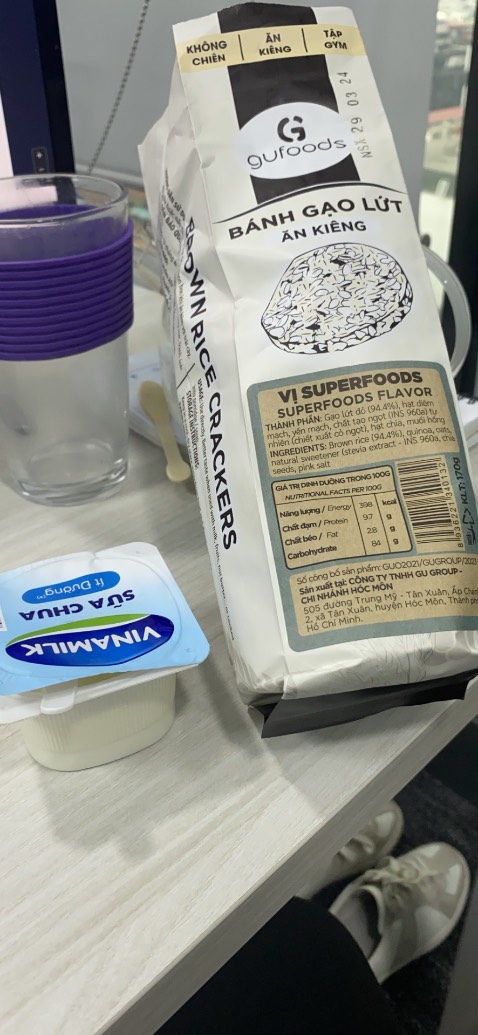 KHÔNG CHIÊN | ĂN KIÊNG | TẬP GYM
NSX 29 03 24
G
gufoods
BÁNH GẠO LỨT
ĂN KIÊNG
BROWN RICE CRACKERS
VỊ SUPERFOODS
SUPERFOODS FLAVOR
THÀNH PHẦN: Gạo lứt đỏ (94.4%), hạt diêm
mạch, yến mạch, chất tạo ngọt (INS 960a) tự
nhiên (chiết xuất cỏ ngọt), hạt chia, muối hồng
INGREDIENTS: Brown rice (94.4%), quinoa, oats,
natural sweetener (stevia extract - INS 960a, chia
seeds, pink salt
GIÁ TRỊ DINH DƯỠNG TRONG 100G
NUTRITIONAL FACTS PER 100G
Năng lượng / Energy 398 kcal
Chất đạm / Protein 9.7 g
Chất béo / Fat 2.8 g
Carbohydrate 84 g
8 936221 340132
KLT: 170g
Số công bố sản phẩm: GU02021/GUGROUP/2021
Sản xuất tại: CÔNG TY TNHH GU GROUP -
CHI NHÁNH HÓC MÔN
505 đường Trung Mỹ - Tân Xuân, Ấp Chánh
2, xã Tân Xuân, huyện Hóc Môn, Thành phố
Hồ Chí Minh.
VINAMILK
SỮA CHUA
Ít Đường™